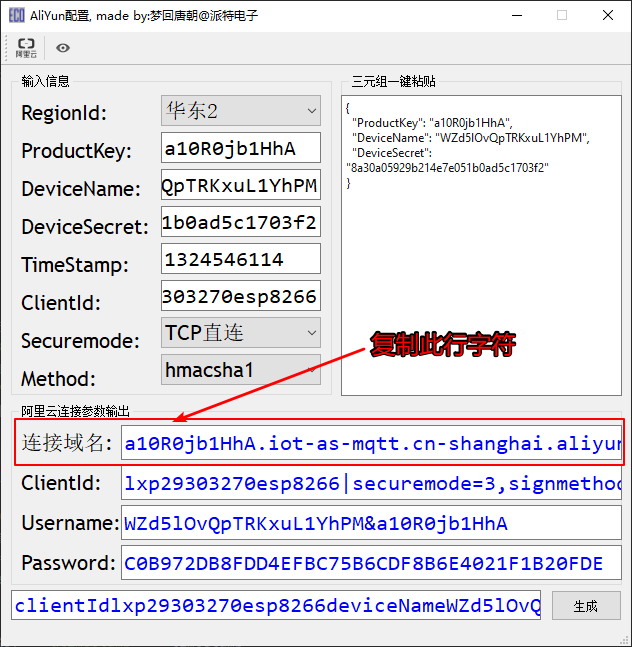 AliYun配置, made by:梦回唐朝@派特电子
阿里云
输入信息
RegionId: 华东2
ProductKey: a10R0jb1HhA
DeviceName: QpTRKxuL1YhPM
DeviceSecret: 1b0ad5c1703f2
TimeStamp: 1324546114
ClientId: 303270esp8266
Securemode: TCP直连
Method: hmacsha1
三元组一键粘贴
{
"ProductKey": "a10R0jb1HhA",
"DeviceName": "WZd5lOvQpTRKxuL1YhPM",
"DeviceSecret":
"8a30a05929b214e7e051b0ad5c1703f2"
}
复制此行字符
阿里云连接参数输出
连接域名: a10R0jb1HhA.iot-as-mqtt.cn-shanghai.aliyun
ClientId: lxp29303270esp8266|securemode=3,signmethod
Username: WZd5lOvQpTRKxuL1YhPM&a10R0jb1HhA
Password: C0B972DB8FDD4EFBC75B6CDF8B6E4021F1B20FDE
clientIdlxp29303270esp8266deviceNameWZd5lOvQ
生成